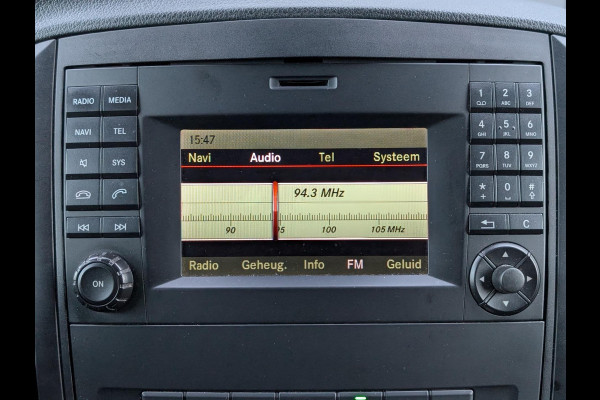 RADIO MEDIA
NAVI TEL
SYS
ON
15:47
Navi Audio Tel Systeem
94.3 MHz
90 95 100 105 MHz
Radio Geheug. Info FM Geluid
1 2 ABC 3 DEF
4 GHI 5 JKL 6 MNO
7 PQRS 8 TUV 9 WXYZ
* + 0 #
C